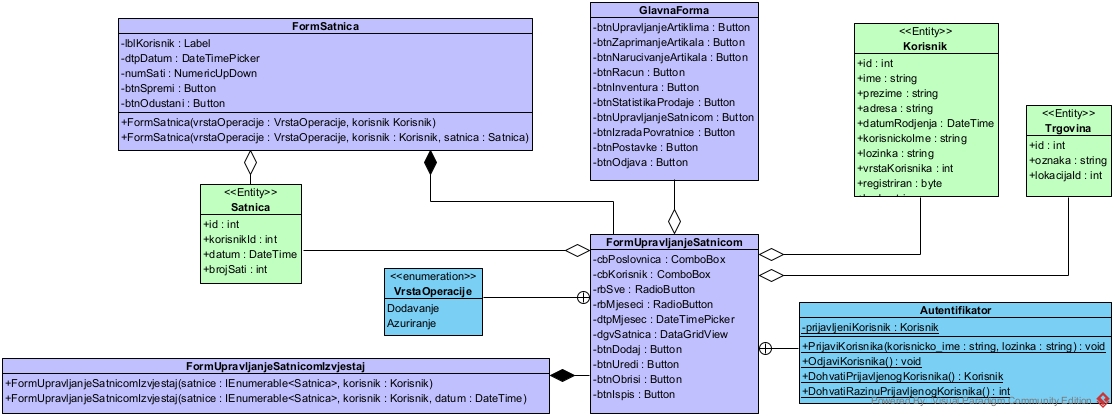 FormSatnica
-lblKorisnik : Label
-dtpDatum : DateTimePicker
-numSati : NumericUpDown
-btnSpremi : Button
-btnOdustani : Button
+FormSatnica(vrstaOperacije : VrstaOperacije, korisnik Korisnik)
+FormSatnica(vrstaOperacije : VrstaOperacije, korisnik : Korisnik, satnica : Satnica)
GlavnaForma
-btnUpravljanjeArtiklima : Button
-btnZaprimanjeArtikala : Button
-btnNarucivanjeArtikala : Button
-btnRacun : Button
-btnInventura : Button
-btnStatistikaProdaje : Button
-btnUpravljanjeSatnicom : Button
-btnIzradaPovratnice : Button
-btnPostavke : Button
-btnOdjava : Button
<<Entity>>
Korisnik
+id : int
+ime : string
+prezime : string
+adresa : string
+datumRodjenja : DateTime
+korisnickoIme : string
+lozinka : string
+vrstaKorisnika : int
+registriran : byte
<<Entity>>
Trgovina
+id : int
+oznaka : string
+lokacijaId : int
<<Entity>>
Satnica
+id : int
+korisnikId : int
+datum : DateTime
+brojSati : int
FormUpravljanjeSatnicom
-cbPoslovnica : ComboBox
-cbKorisnik : ComboBox
-rbSve : RadioButton
-rbMjeseci : RadioButton
-dtpMjesec : DateTimePicker
-dgvSatnica : DataGridView
-btnDodaj : Button
-btnUredi : Button
-btnObrisi : Button
-btnIspis : Button
<<enumeration>>
VrstaOperacije
Dodavanje
Azuriranje
Autentifikator
-prijavljeniKorisnik : Korisnik
+PrijaviKorisnika(korisnicko_ime : string, lozinka : string) : void
+OdjaviKorisnika() : void
+DohvatiPrijavljenogKorisnika() : Korisnik
+DohvatiRazinuPrijavljenogKorisnika() : int
FormUpravljanjeSatnicomIzvjestaj
+FormUpravljanjeSatnicomIzvjestaj(satnice : IEnumerable<Satnica>, korisnik : Korisnik)
+FormUpravljanjeSatnicomIzvjestaj(satnice : IEnumerable<Satnica>, korisnik : Korisnik, datum : DateTime)
Powered By Visual Paradigm Community Edition